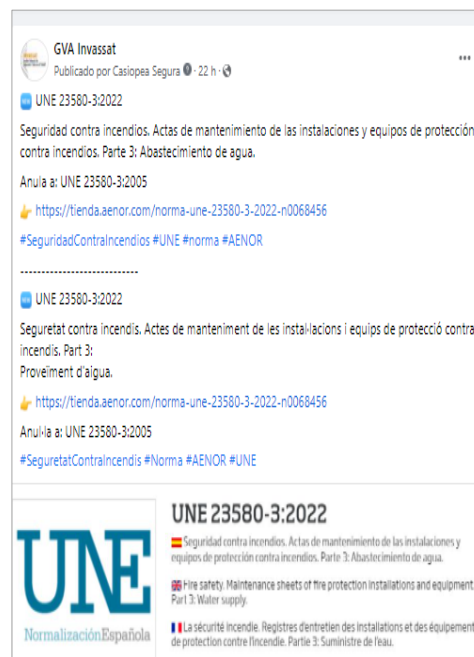 GVA Invassat
Publicado por Casiopea Segura · 22 h ·
NEW UNE 23580-3:2022
Seguridad contra incendios. Actas de mantenimiento de las instalaciones y equipos de protección
contra incendios. Parte 3: Abastecimiento de agua.
Anula a: UNE 23580-3:2005
👉 https://tienda.aenor.com/norma-une-23580-3-2022-n0068456
#SeguridadContraIncendios #UNE #norma #AENOR
----------------------------
NEW UNE 23580-3:2022
Seguretat contra incendis. Actes de manteniment de les instal·lacions i equips de protecció contra
incendis. Part 3:
Proveïment d'aigua.
👉 https://tienda.aenor.com/norma-une-23580-3-2022-n0068456
Anul·la a: UNE 23580-3:2005
#SeguretatContraIncendis #Norma #AENOR #UNE
UNE
Normalización Española
UNE 23580-3:2022
Seguridad contra incendios. Actas de mantenimiento de las instalaciones y
equipos de protección contra incendios. Parte 3: Abastecimiento de agua.
Fire safety. Maintenance sheets of fire protection installations and equipment.
Part 3: Water supply.
La sécurité incendie. Registres d'entretien des installations et des équipement
de protection contre l'incendie. Partie 3: Suministre de l'eau.